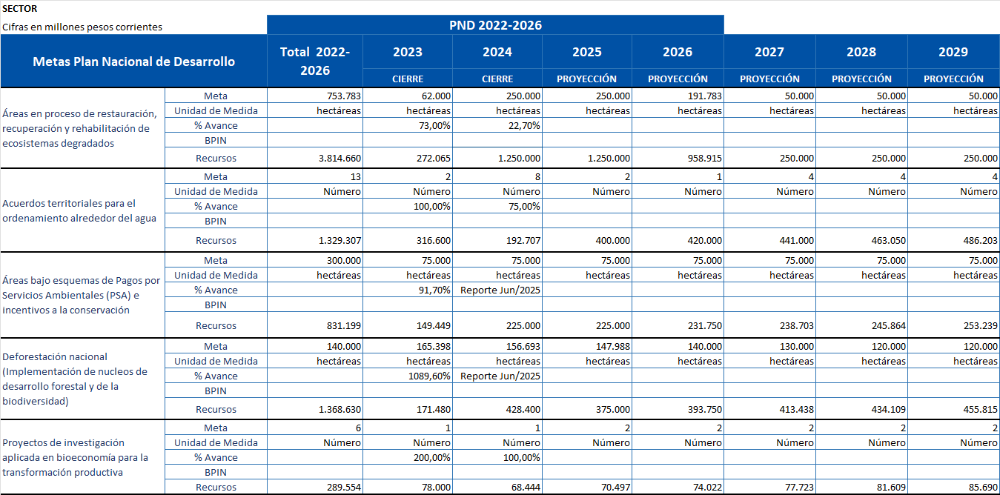 SECTOR
Cifras en millones pesos corrientes
PND 2022-2026
Metas Plan Nacional de Desarrollo
Total 2022-
2026
2023 2024 2025 2026 2027 2028 2029
CIERRE CIERRE PROYECCIÓN PROYECCIÓN PROYECCIÓN PROYECCIÓN PROYECCIÓN
Áreas en proceso de restauración,
recuperación y rehabilitación de
ecosistemas degradados
Meta 753.783 62.000 250.000 250.000 191.783 50.000 50.000 50.000
Unidad de Medida hectáreas hectáreas hectáreas hectáreas hectáreas hectáreas hectáreas hectáreas
% Avance 73,00% 22,70%
BPIN
Recursos 3.814.660 272.065 1.250.000 1.250.000 958.915 250.000 250.000 250.000
Acuerdos territoriales para el
ordenamiento alrededor del agua
Meta 13 2 8 2 1 4 4 4
Unidad de Medida Número Número Número Número Número Número Número Número
% Avance 100,00% 75,00%
BPIN
Recursos 1.329.307 316.600 192.707 400.000 420.000 441.000 463.050 486.203
Áreas bajo esquemas de Pagos por
Servicios Ambientales (PSA) e
incentivos a la conservación
Meta 300.000 75.000 75.000 75.000 75.000 75.000 75.000 75.000
Unidad de Medida hectáreas hectáreas hectáreas hectáreas hectáreas hectáreas hectáreas hectáreas
% Avance 91,70% Reporte Jun/2025
BPIN
Recursos 831.199 149.449 225.000 225.000 231.750 238.703 245.864 253.239
Deforestación nacional
(Implementación de nucleos de
desarrollo forestal y de la
biodiversidad)
Meta 140.000 165.398 156.693 147.988 140.000 130.000 120.000 120.000
Unidad de Medida hectáreas hectáreas hectáreas hectáreas hectáreas hectáreas hectáreas hectáreas
% Avance 1089,60% Reporte Jun/2025
BPIN
Recursos 1.368.630 171.480 428.400 375.000 393.750 413.438 434.109 455.815
Proyectos de investigación
aplicada en bioeconomía para la
transformación productiva
Meta 6 1 1 2 2 2 2 2
Unidad de Medida Número Número Número Número Número Número Número Número
% Avance 200,00% 100,00%
BPIN
Recursos 289.554 78.000 68.444 70.497 74.022 77.723 81.609 85.690